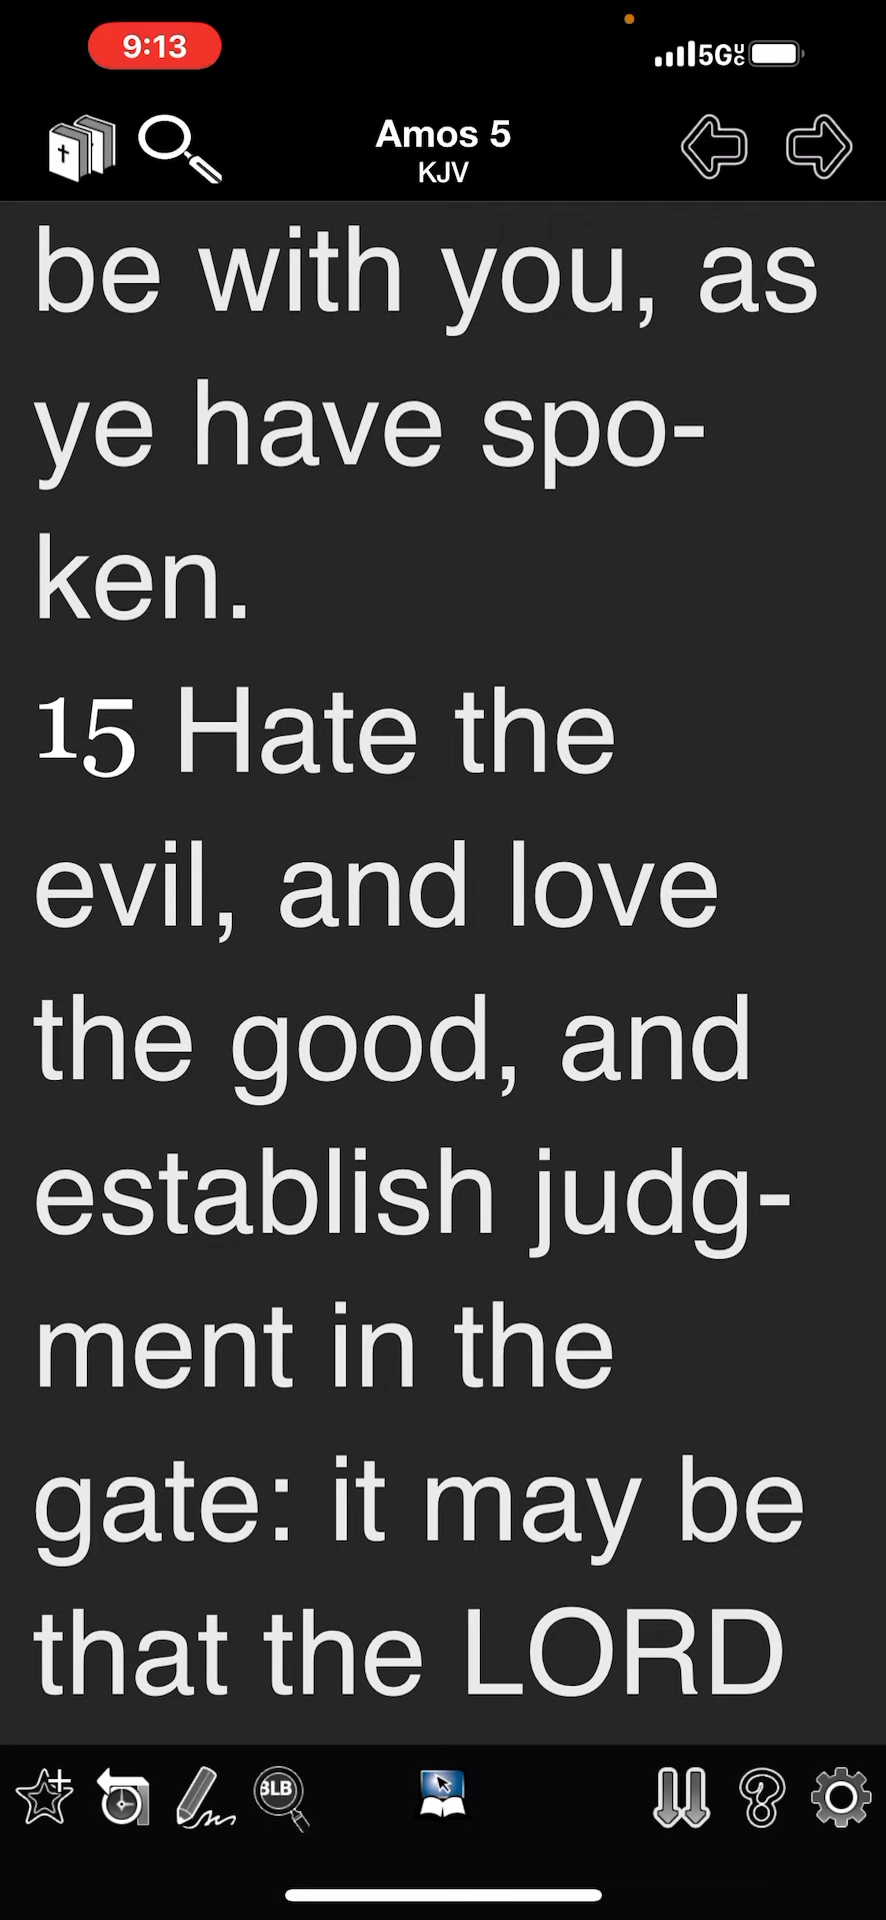 9:13
5G
Amos 5
KJV
be with you, as
ye have spo-
ken.
15 Hate the
evil, and love
the good, and
establish judg-
ment in the
gate: it may be
that the LORD
BLB